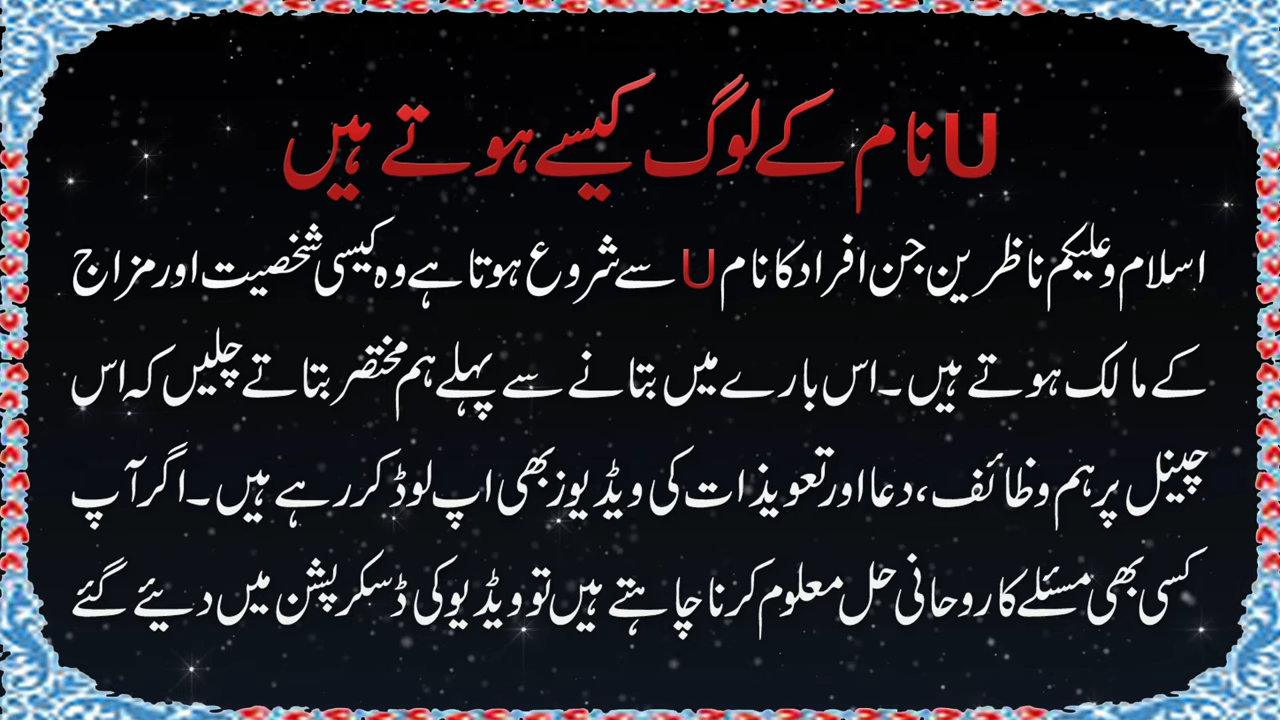 U نام کے لوگ کیسے ہوتے ہیں
اسلام وعلیکم ناظرین جن افراد کا نام U سے شروع ہوتا ہے وہ کیسی شخصیت اور مزاج
کے مالک ہوتے ہیں۔ اس بارے میں بتانے سے پہلے ہم مختصر بتاتے چلیں کہ اس
چینل پر ہم وظائف، دعا اور تعویذات کی ویڈیوز بھی اپ لوڈ کر رہے ہیں۔ اگر آپ
کسی بھی مسئلے کا روحانی حل معلوم کرنا چاہتے ہیں تو ویڈیو کی ڈسکرپشن میں دیئے گئے